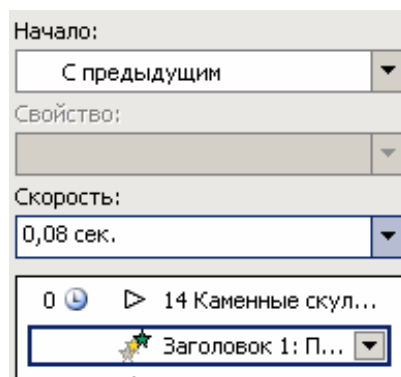 Начало:
С предыдущим
Свойство:
Скорость:
0,08 сек.
0 14 Каменные скул...
Заголовок 1: П...